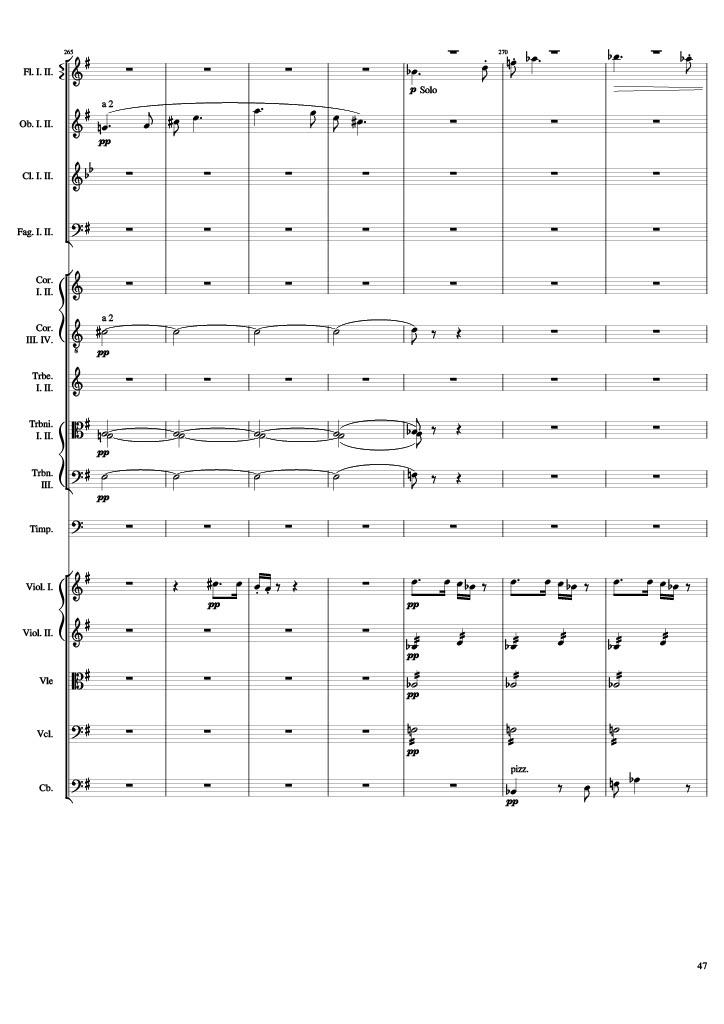 265
270
Fl. I. II.
p Solo
a 2
Ob. I. II.
pp
Cl. I. II.
Fag. I. II.
Cor.
I. II.
a 2
Cor.
III. IV.
pp
Trbe.
I. II.
Trbni.
I. II.
pp
Trbn.
III.
pp
Timp.
Viol. I.
pp
pp
Viol. II.
pp
Vle
pp
Vcl.
pp
pizz.
Cb.
pp
47